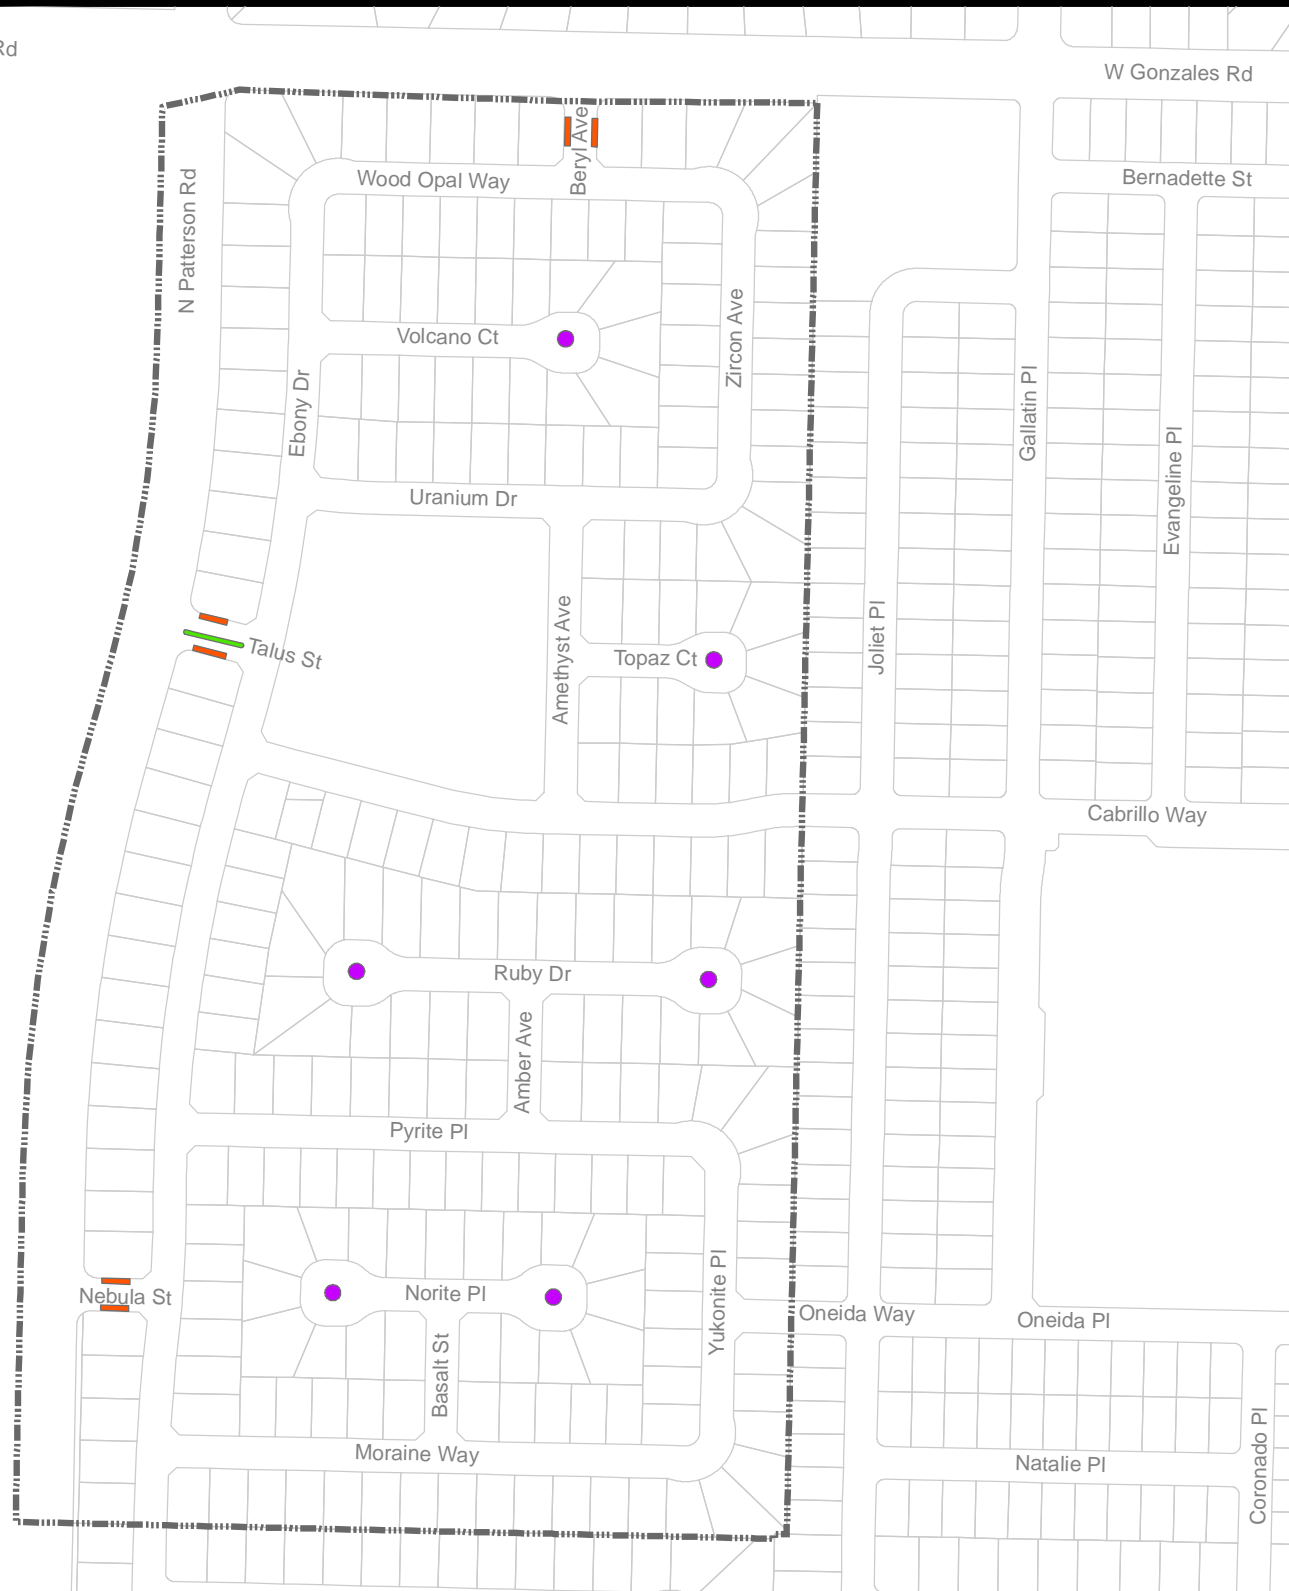 Rd
W Gonzales Rd
Beryl Ave
Bernadette St
Wood Opal Way
N Patterson Rd
Zircon Ave
Volcano Ct
Ebony Dr
Gallatin Pl
Evangeline Pl
Uranium Dr
Amethyst Ave
Joliet Pl
Talus St
Topaz Ct
Cabrillo Way
Ruby Dr
Amber Ave
Pyrite Pl
Nebula St
Norite Pl
Yukonite Pl
Oneida Way
Oneida Pl
Basalt St
Moraine Way
Natalie Pl
Coronado Pl